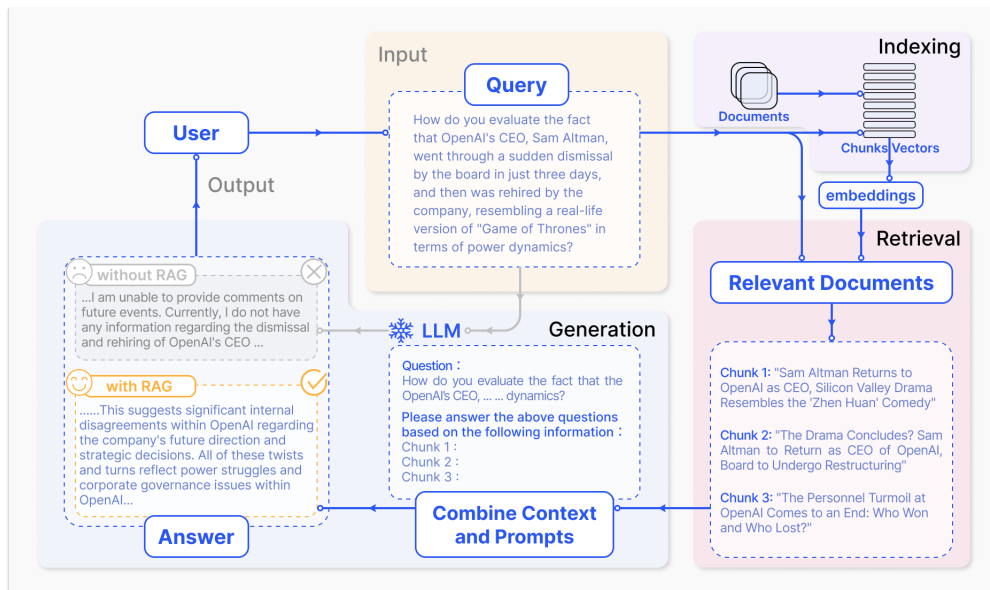 Input
Query
How do you evaluate the fact
that OpenAI's CEO, Sam Altman,
went through a sudden dismissal
by the board in just three days,
and then was rehired by the
company, resembling a real-life
version of "Game of Thrones" in
terms of power dynamics?
Indexing
Documents
Chunks Vectors
embeddings
User
Output
Retrieval
Relevant Documents
Chunk 1: "Sam Altman Returns to
OpenAI as CEO, Silicon Valley Drama
Resembles the 'Zhen Huan' Comedy"
Chunk 2: "The Drama Concludes? Sam
Altman to Return as CEO of OpenAI,
Board to Undergo Restructuring"
Chunk 3: "The Personnel Turmoil at
OpenAI Comes to an End: Who Won
and Who Lost?"
LLM
Generation
Question :
How do you evaluate the fact that the
OpenAI's CEO, ... ... dynamics?
Please answer the above questions
based on the following information :
Chunk 1 :
Chunk 2 :
Chunk 3 :
Combine Context
and Prompts
without RAG
...I am unable to provide comments on
future events. Currently, I do not have
any information regarding the dismissal
and rehiring of OpenAI's CEO ...
with RAG
......This suggests significant internal
disagreements within OpenAI regarding
the company's future direction and
strategic decisions. All of these twists
and turns reflect power struggles and
corporate governance issues within
OpenAI...
Answer